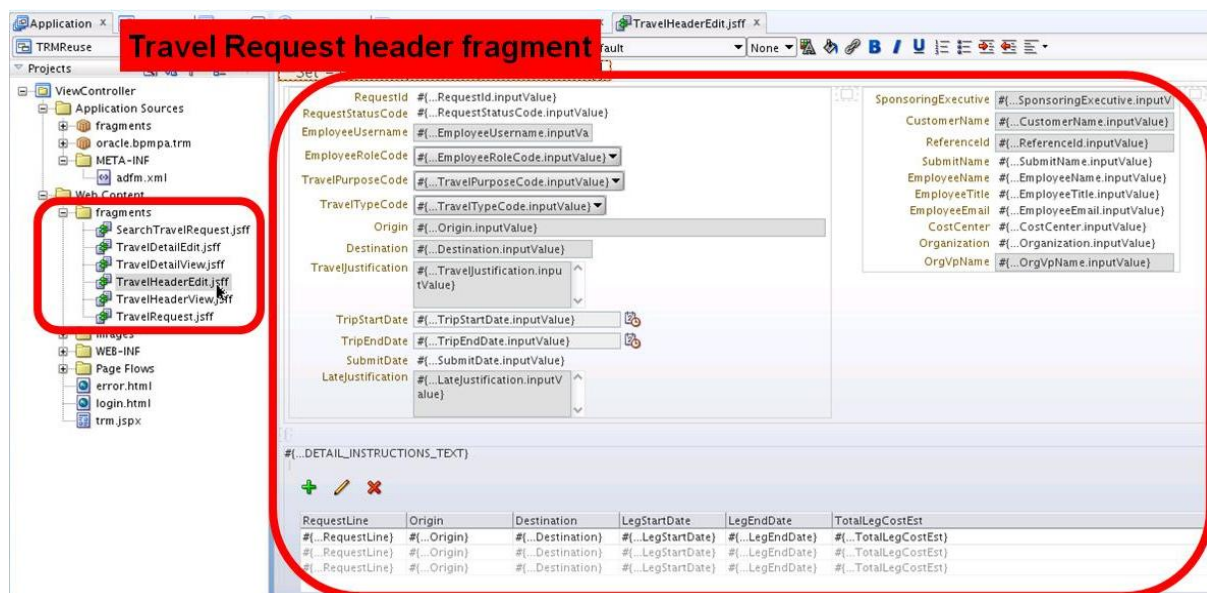 Application
TravelHeaderEdit.jsff
TRMReuse
Travel Request header fragment
fault
None
B I U
Projects
ViewController
Application Sources
fragments
oracle.bpmpa.trm
META-INF
adfm.xml
Web Content
fragments
SearchTravelRequest.jsff
TravelDetailEdit.jsff
TravelDetailView.jsff
TravelHeaderEdit.jsff
TravelHeaderView.jsff
TravelRequest.jsff
images
WEB-INF
Page Flows
error.html
login.html
trm.jspx
RequestId #{...RequestId.inputValue}
RequestStatusCode #{...RequestStatusCode.inputValue}
EmployeeUsername #{...EmployeeUsername.inputVa
EmployeeRoleCode #{...EmployeeRoleCode.inputValue}
TravelPurposeCode #{...TravelPurposeCode.inputValue}
TravelTypeCode #{...TravelTypeCode.inputValue}
Origin #{...Origin.inputValue}
Destination #{...Destination.inputValue}
TravelJustification #{...TravelJustification.inpu
tValue}
TripStartDate #{...TripStartDate.inputValue}
TripEndDate #{...TripEndDate.inputValue}
SubmitDate #{...SubmitDate.inputValue}
LateJustification #{...LateJustification.inputV
alue}
SponsoringExecutive #{...SponsoringExecutive.inputV
CustomerName #{...CustomerName.inputValue}
ReferenceId #{...ReferenceId.inputValue}
SubmitName #{...SubmitName.inputValue}
EmployeeName #{...EmployeeName.inputValue}
EmployeeTitle #{...EmployeeTitle.inputValue}
EmployeeEmail #{...EmployeeEmail.inputValue}
CostCenter #{...CostCenter.inputValue}
Organization #{...Organization.inputValue}
OrgVpName #{...OrgVpName.inputValue}
#{...DETAIL_INSTRUCTIONS_TEXT}
RequestLine Origin Destination LegStartDate LegEndDate TotalLegCostEst
#{...RequestLine} #{...Origin} #{...Destination} #{...LegStartDate} #{...LegEndDate} #{...TotalLegCostEst}
#{...RequestLine} #{...Origin} #{...Destination} #{...LegStartDate} #{...LegEndDate} #{...TotalLegCostEst}
#{...RequestLine} #{...Origin} #{...Destination} #{...LegStartDate} #{...LegEndDate} #{...TotalLegCostEst}